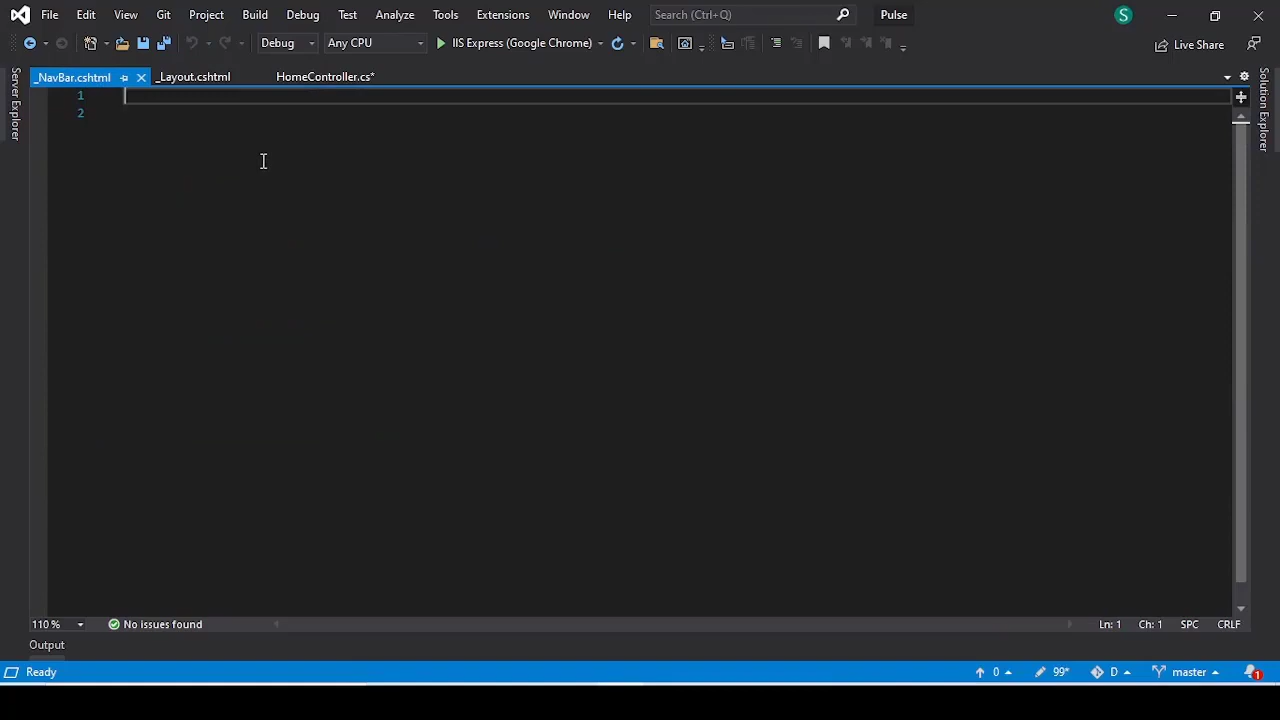 File Edit View Git Project Build Debug Test Analyze Tools Extensions Window Help Search (Ctrl+Q) Pulse S
Debug Any CPU IIS Express (Google Chrome) Live Share
_NavBar.cshtml _Layout.cshtml HomeController.cs*
Server Explorer
Solution Explorer
1
2
110 % No issues found Ln: 1 Ch: 1 SPC CRLF
Output
Ready 0 99* D master 1